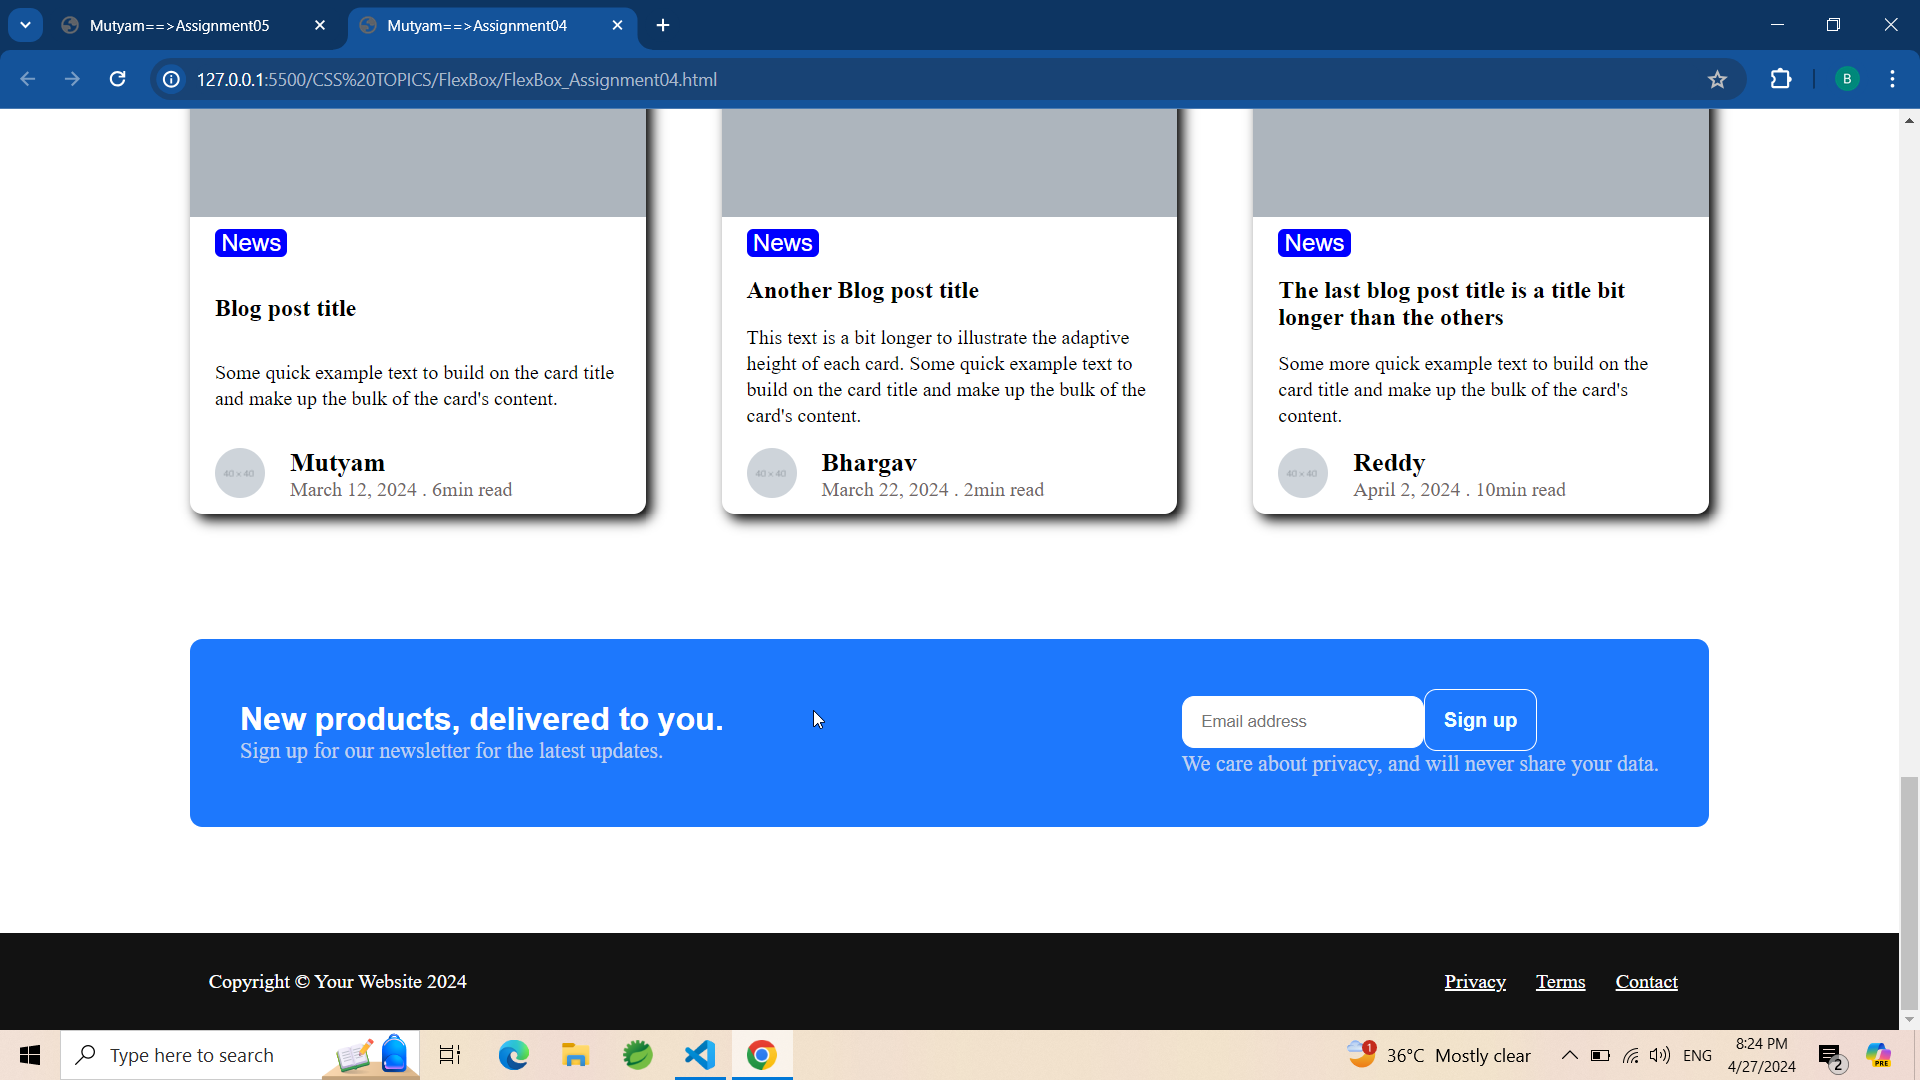 Mutyam==>Assignment05
Mutyam==>Assignment04
127.0.0.1:5500/CSS%20TOPICS/FlexBox/FlexBox_Assignment04.html
B
News
Blog post title
Some quick example text to build on the card title
and make up the bulk of the card's content.
40 × 40
Mutyam
March 12, 2024 . 6min read
News
Another Blog post title
This text is a bit longer to illustrate the adaptive
height of each card. Some quick example text to
build on the card title and make up the bulk of the
card's content.
40 × 40
Bhargav
March 22, 2024 . 2min read
News
The last blog post title is a title bit
longer than the others
Some more quick example text to build on the
card title and make up the bulk of the card's
content.
40 × 40
Reddy
April 2, 2024 . 10min read
New products, delivered to you.
Sign up for our newsletter for the latest updates.
Email address
Sign up
We care about privacy, and will never share your data.
Copyright © Your Website 2024
Privacy
Terms
Contact
Type here to search
1
36°C Mostly clear
ENG
8:24 PM
4/27/2024
2
PRE